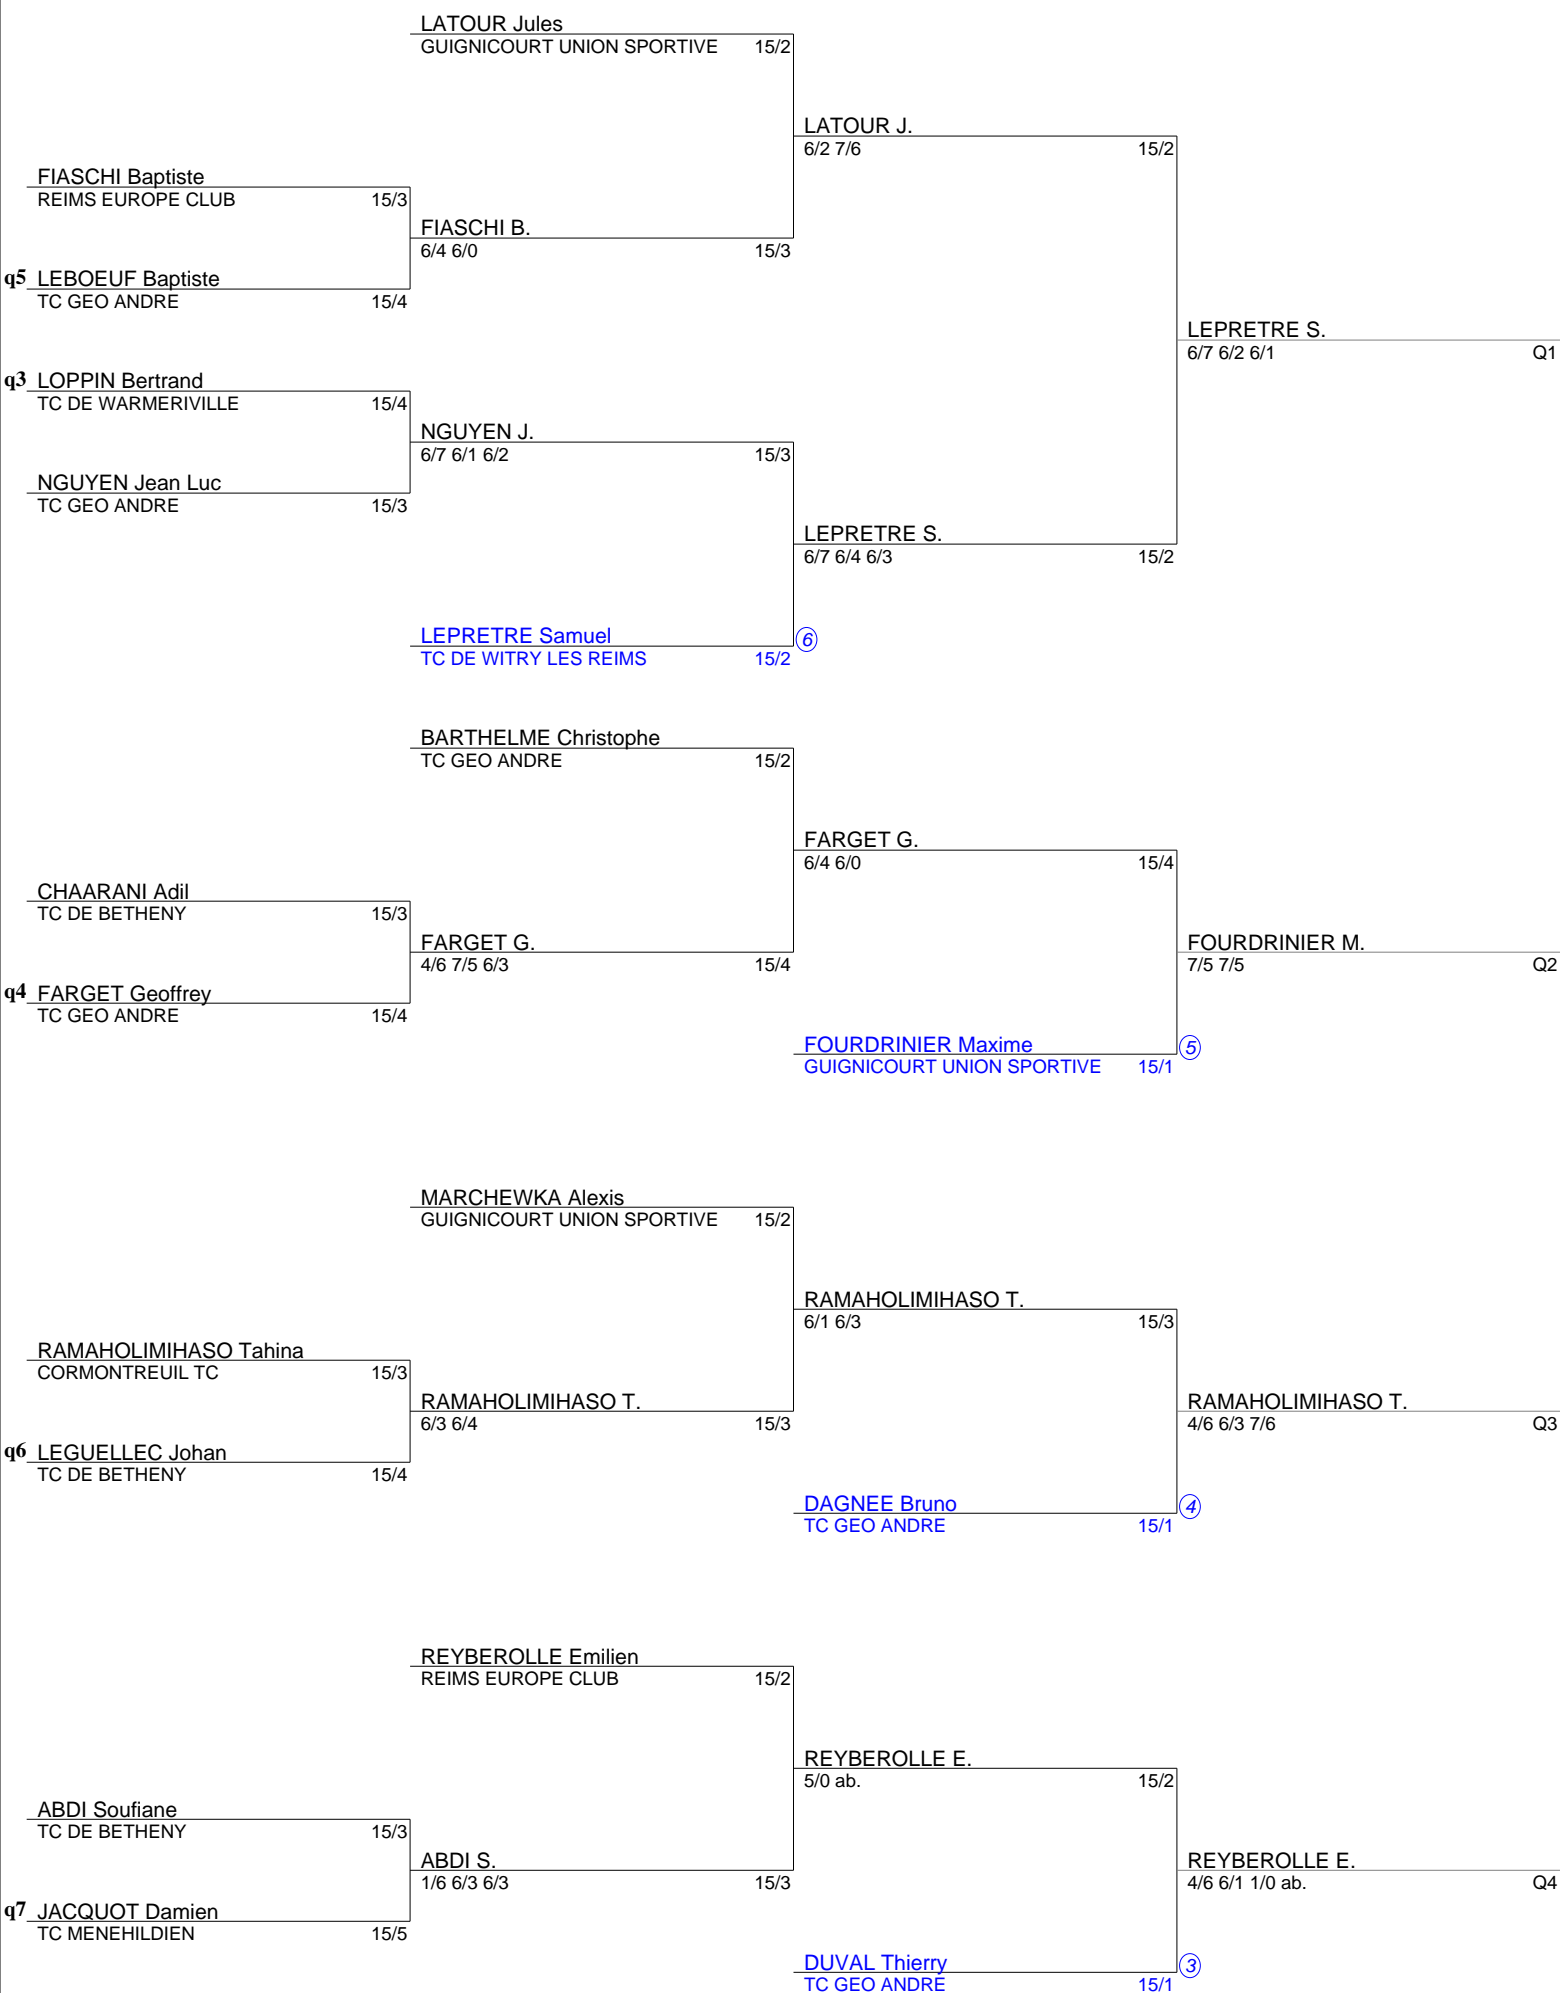 LATOUR Jules
GUIGNICOURT UNION SPORTIVE 15/2
LATOUR J.
6/2 7/6 15/2
FIASCHI Baptiste
REIMS EUROPE CLUB 15/3
FIASCHI B.
6/4 6/0 15/3
q5 LEBOEUF Baptiste
TC GEO ANDRE 15/4
LEPRETRE S.
6/7 6/2 6/1 Q1
q3 LOPPIN Bertrand
TC DE WARMERIVILLE 15/4
NGUYEN J.
6/7 6/1 6/2 15/3
NGUYEN Jean Luc
TC GEO ANDRE 15/3
LEPRETRE S.
6/7 6/4 6/3 15/2
LEPRETRE Samuel 6
TC DE WITRY LES REIMS 15/2
BARTHELME Christophe
TC GEO ANDRE 15/2
FARGET G.
6/4 6/0 15/4
CHAARANI Adil
TC DE BETHENY 15/3
FARGET G.
4/6 7/5 6/3 15/4
FOURDRINIER M.
7/5 7/5 Q2
q4 FARGET Geoffrey
TC GEO ANDRE 15/4
FOURDRINIER Maxime 5
GUIGNICOURT UNION SPORTIVE 15/1
MARCHEWKA Alexis
GUIGNICOURT UNION SPORTIVE 15/2
RAMAHOLIMIHASO T.
6/1 6/3 15/3
RAMAHOLIMIHASO Tahina
CORMONTREUIL TC 15/3
RAMAHOLIMIHASO T.
6/3 6/4 15/3
RAMAHOLIMIHASO T.
4/6 6/3 7/6 Q3
q6 LEGUELLEC Johan
TC DE BETHENY 15/4
DAGNEE Bruno 4
TC GEO ANDRE 15/1
REYBEROLLE Emilien
REIMS EUROPE CLUB 15/2
REYBEROLLE E.
5/0 ab. 15/2
ABDI Soufiane
TC DE BETHENY 15/3
ABDI S.
1/6 6/3 6/3 15/3
REYBEROLLE E.
4/6 6/1 1/0 ab. Q4
q7 JACQUOT Damien
TC MENEHILDIEN 15/5
DUVAL Thierry 3
TC GEO ANDRE 15/1